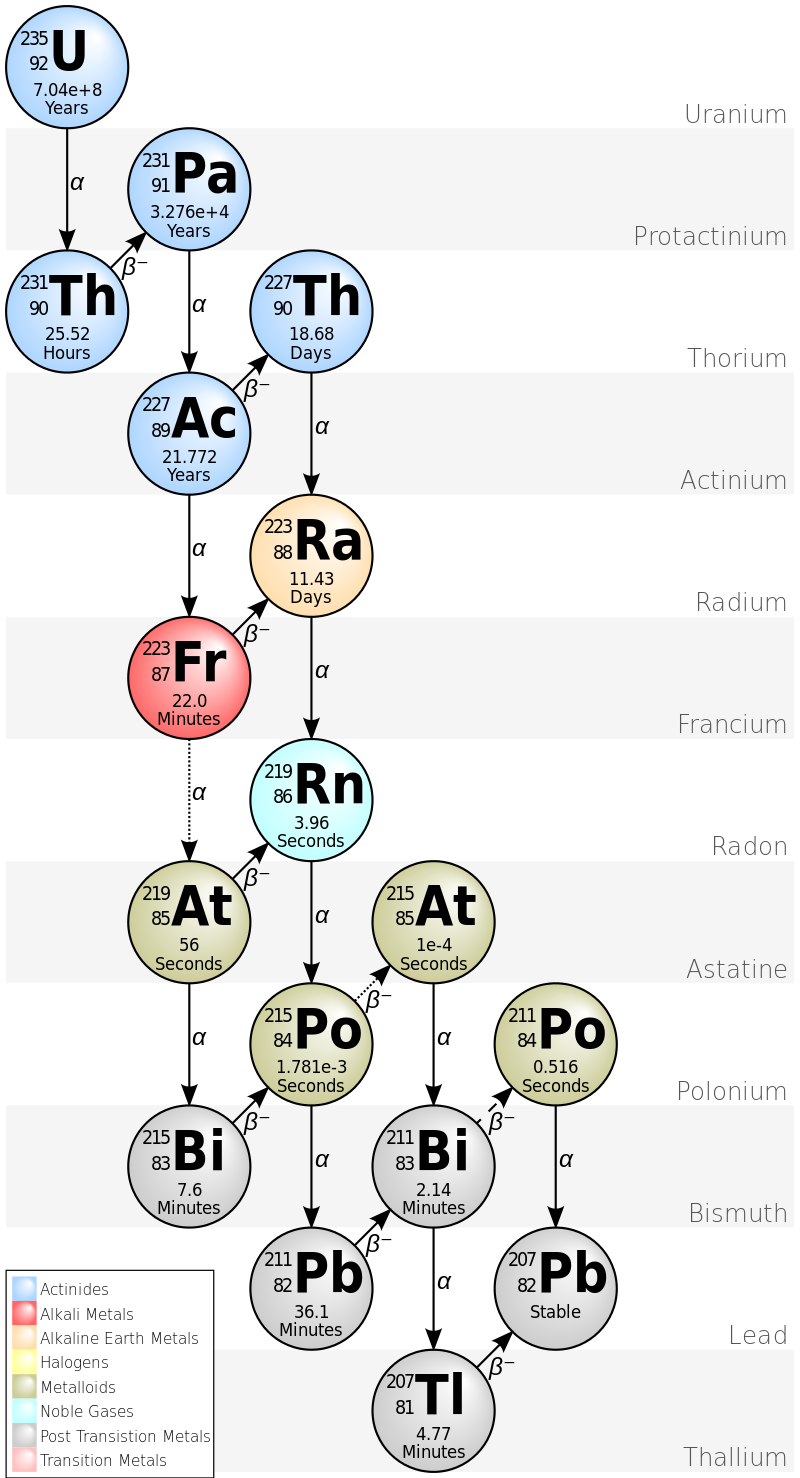 235
92 U
7.04e+8
Years
Uranium
α
231
91 Pa
3.276e+4
Years
Protactinium
β−
231
90 Th
25.52
Hours
α
227
90 Th
18.68
Days
Thorium
β−
227
89 Ac
21.772
Years
α
Actinium
α
223
88 Ra
11.43
Days
Radium
β−
223
87 Fr
22.0
Minutes
α
Francium
α
219
86 Rn
3.96
Seconds
Radon
β−
219
85 At
56
Seconds
α
215
85 At
1e-4
Seconds
Astatine
β−
α
215
84 Po
1.781e-3
Seconds
α
211
84 Po
0.516
Seconds
Polonium
β−
β−
215
83 Bi
7.6
Minutes
α
211
83 Bi
2.14
Minutes
α
Bismuth
β−
211
82 Pb
36.1
Minutes
α
207
82 Pb
Stable
Lead
β−
207
81 Tl
4.77
Minutes
Thallium
Actinides
Alkali Metals
Alkaline Earth Metals
Halogens
Metalloids
Noble Gases
Post Transistion Metals
Transition Metals